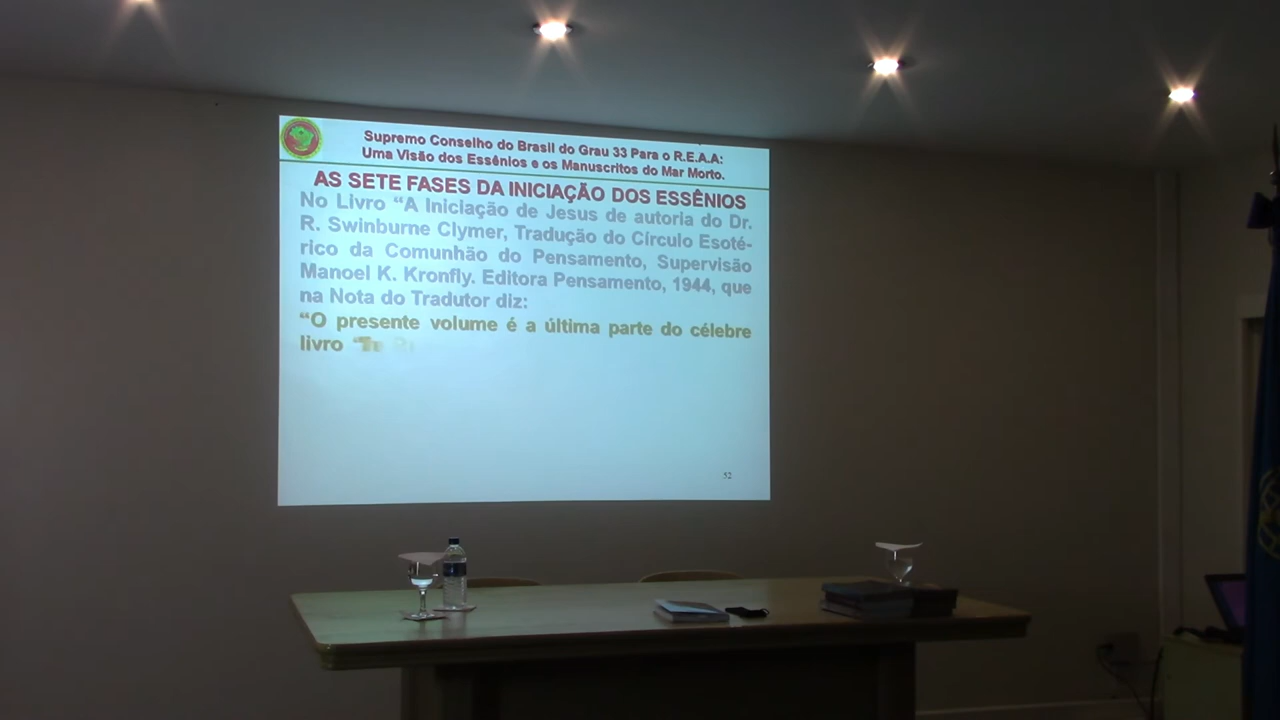 Supremo Conselho do Brasil do Grau 33 Para o R.E.A.A:
Uma Visão dos Essênios e os Manuscritos do Mar Morto.
AS SETE FASES DA INICIAÇÃO DOS ESSÊNIOS
No Livro “A Iniciação de Jesus de autoria do Dr.
R. Swinburne Clymer, Tradução do Círculo Esoté-
rico da Comunhão do Pensamento, Supervisão
Manoel K. Kronfly. Editora Pensamento, 1944, que
na Nota do Tradutor diz:
“O presente volume é a última parte do célebre
livro
52